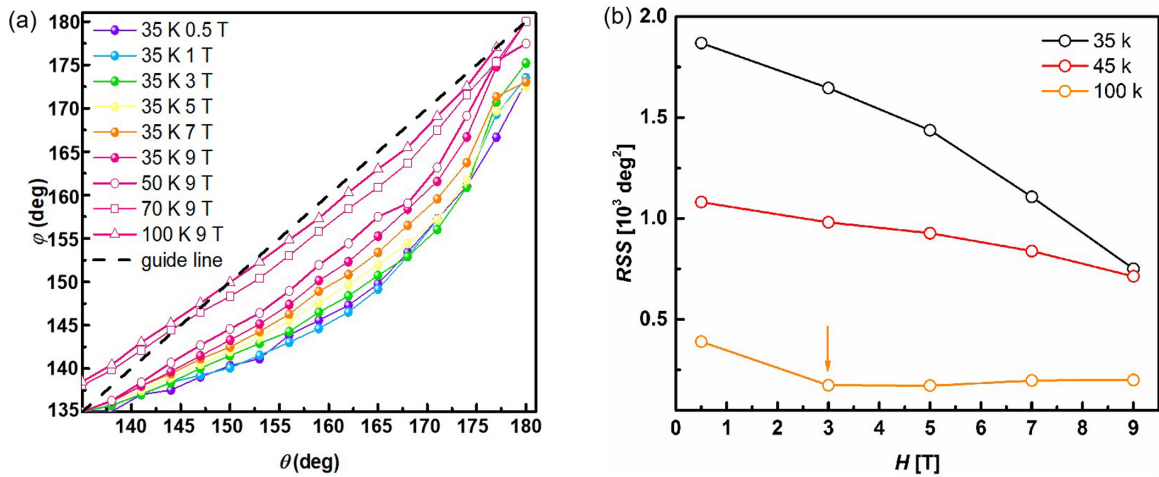 (a)
180
175
170
165
160
155
150
145
140
135
φ (deg)
35 K 0.5 T
35 K 1 T
35 K 3 T
35 K 5 T
35 K 7 T
35 K 9 T
50 K 9 T
70 K 9 T
100 K 9 T
guide line
140 145 150 155 160 165 170 175 180
θ (deg)
(b)
2.0
1.5
1.0
0.5
RSS [10³ deg²]
35 k
45 k
100 k
0 1 2 3 4 5 6 7 8 9
H [T]